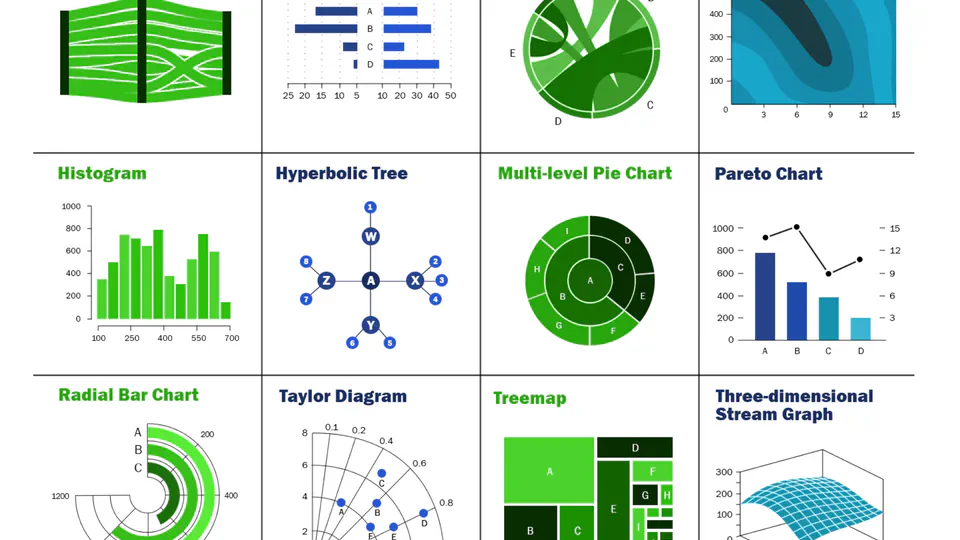 A
B
C
D
25 20 15 10 5 10 20 30 40 50
E
D
C
400
300
200
100
0
3 6 9 12 15
Histogram
1000
800
600
400
200
0
100 250 400 550 700
Hyperbolic Tree
1
W
8 2
Z A X 3
7 4
Y
6 5
Multi-level Pie Chart
I D
H C
A
B E
G F
Pareto Chart
1000 15
800 12
600 9
400 6
200 3
0
A B C D
Radial Bar Chart
A
B
C
200
400
1200
Taylor Diagram
8
6
4
2
0.1 0.2 0.4 0.6 0.8
C
A B D
E
Treemap
A
D
F
E G H
B C I
Three-dimensional
Stream Graph
300
200
100
0